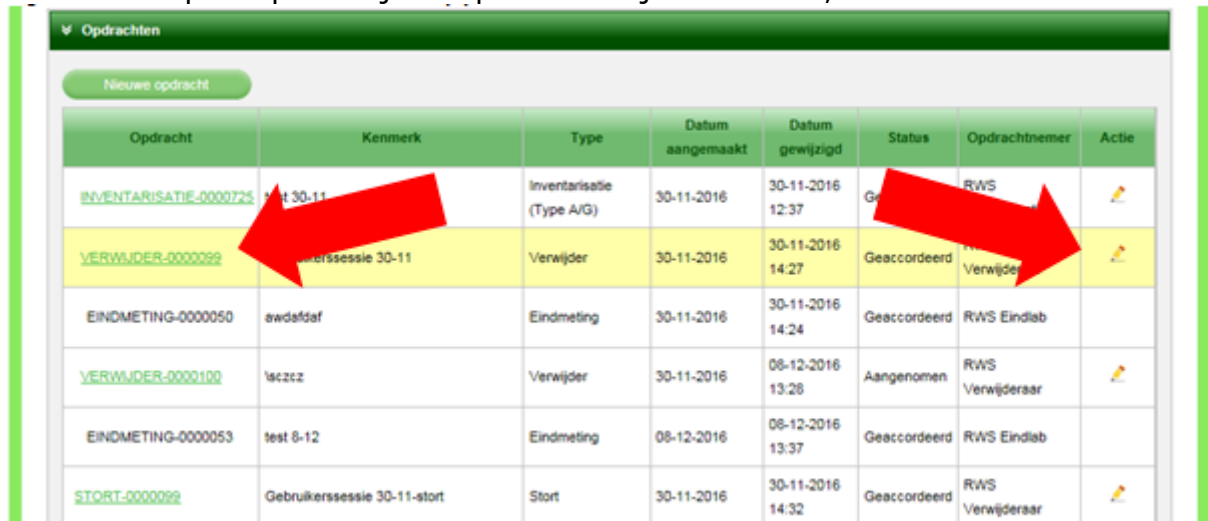 Opdrachten
Nieuwe opdracht
Opdracht Kenmerk Type Datum aangemaakt Datum gewijzigd Status Opdrachtnemer Actie
INVENTARISATIE-0000725 30-11 Inventarisatie (Type A/G) 30-11-2016 30-11-2016 12:37 RWS
VERWIJDER-0000099 30-11 Verwijder 30-11-2016 30-11-2016 14:27 Geaccordeerd
EINDMETING-0000050 awdafdaf Eindmeting 30-11-2016 30-11-2016 14:24 Geaccordeerd RWS Eindlab
VERWIJDER-0000100 \sczcz Verwijder 30-11-2016 08-12-2016 13:28 Aangenomen RWS Verwijderaar
EINDMETING-0000053 test 8-12 Eindmeting 08-12-2016 08-12-2016 13:37 Geaccordeerd RWS Eindlab
STORT-0000099 Gebruikerssessie 30-11-stort Stort 30-11-2016 30-11-2016 14:32 Geaccordeerd RWS Verwijderaar